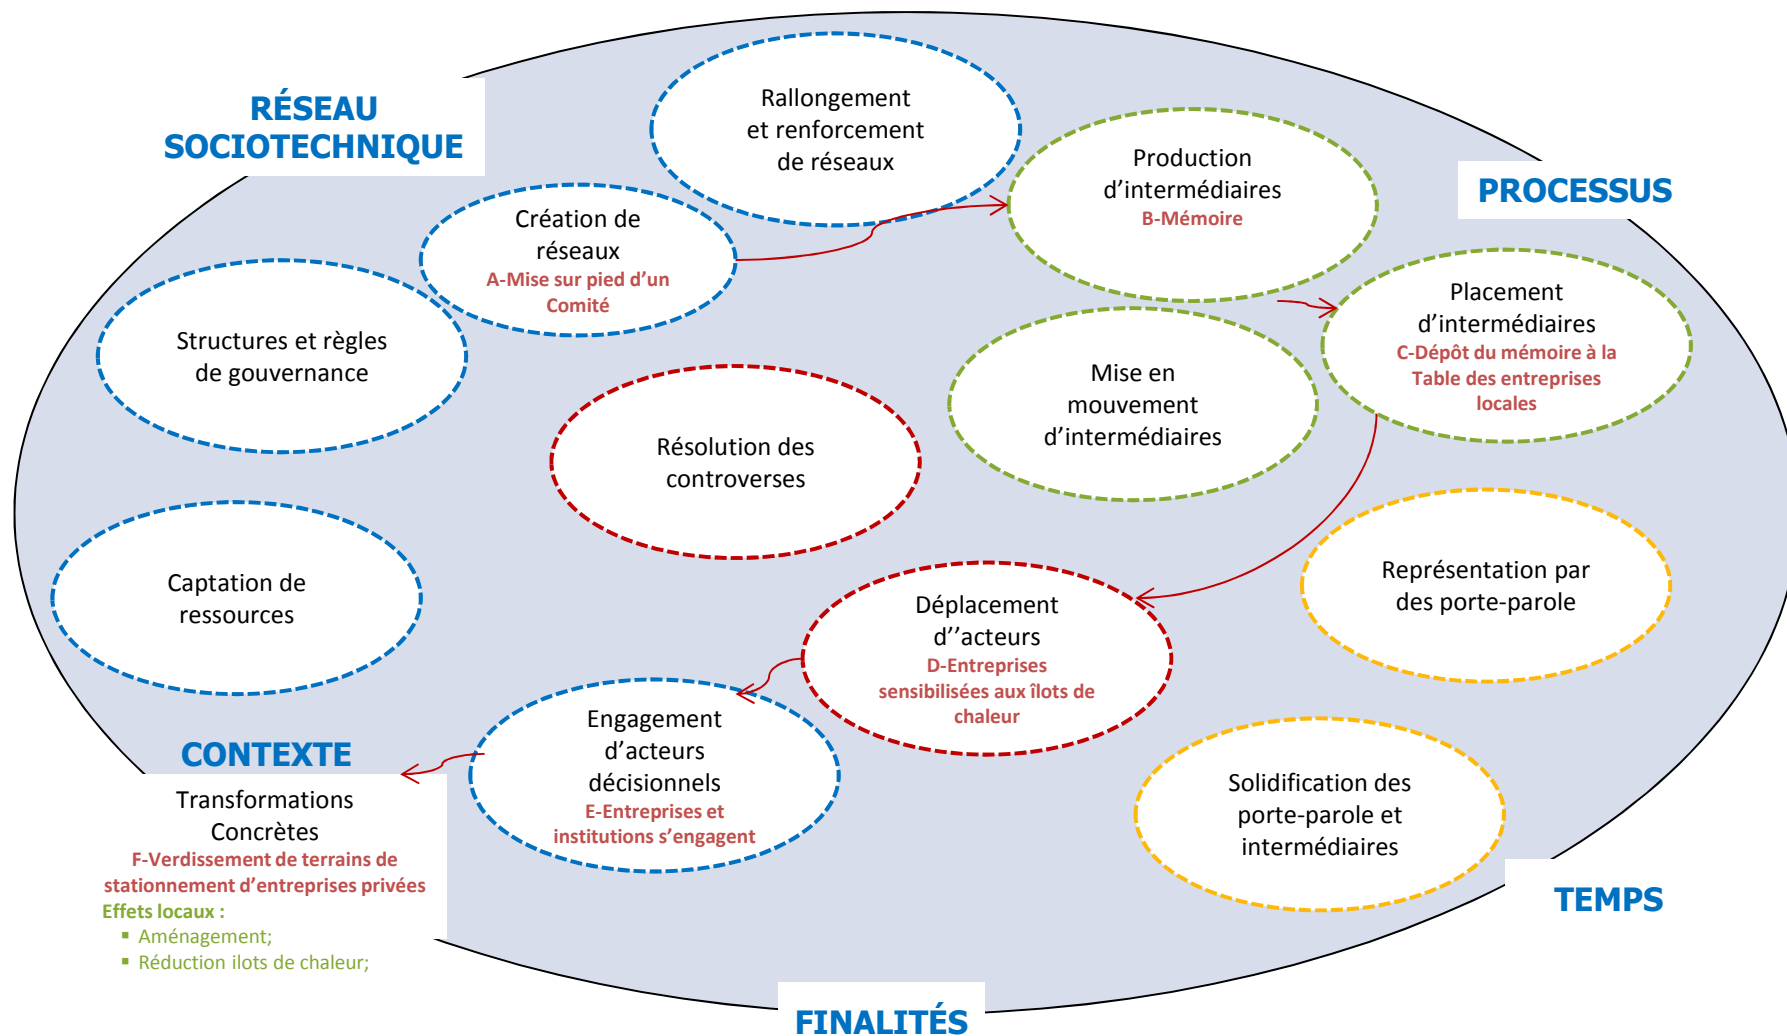 RÉSEAU
SOCIOTECHNIQUE
Rallongement
et renforcement
de réseaux
Production
d'intermédiaires
B-Mémoire
PROCESSUS
Création de
réseaux
A-Mise sur pied d'un
Comité
Placement
d'intermédiaires
C-Dépôt du mémoire à la
Table des entreprises
locales
Structures et règles
de gouvernance
Mise en
mouvement
d'intermédiaires
Résolution des
controverses
Captation de
ressources
Représentation par
des porte-parole
Déplacement
d''acteurs
D-Entreprises
sensibilisées aux îlots de
chaleur
Engagement
d'acteurs
décisionnels
E-Entreprises et
institutions s'engagent
Solidification des
porte-parole et
intermédiaires
CONTEXTE
Transformations
Concrètes
F-Verdissement de terrains de
stationnement d'entreprises privées
Effets locaux :
▪ Aménagement;
▪ Réduction ilots de chaleur;
TEMPS
FINALITÉS